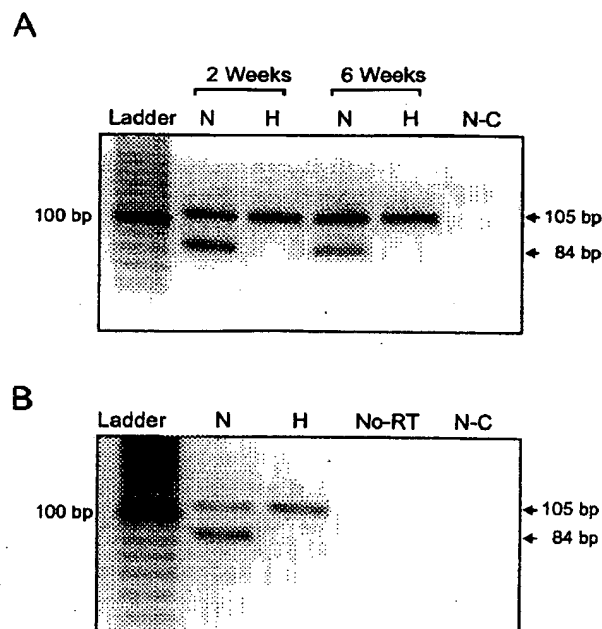 A
2 Weeks 6 Weeks
Ladder N H N H N-C
100 bp 105 bp
84 bp
B
Ladder N H No-RT N-C
100 bp 105 bp
84 bp